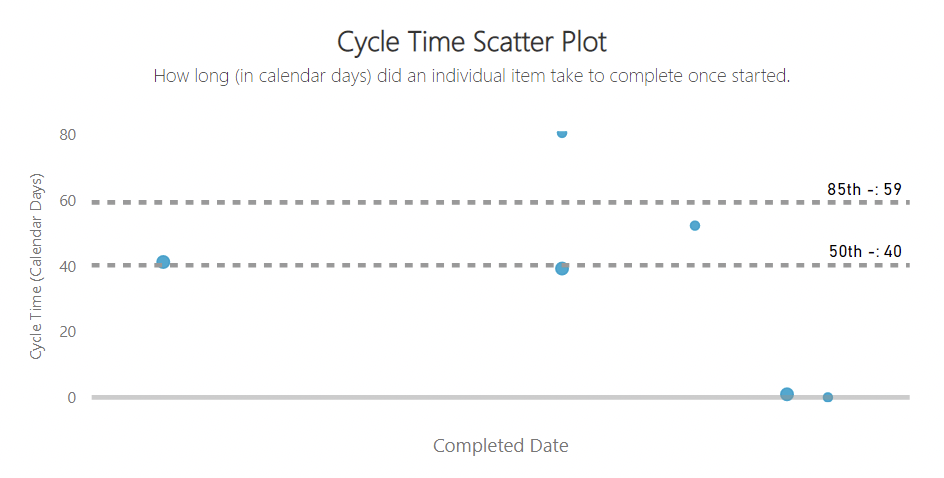 Cycle Time Scatter Plot
How long (in calendar days) did an individual item take to complete once started.
Cycle Time (Calendar Days)
80
60
40
20
0
85th -: 59
50th -: 40
Completed Date